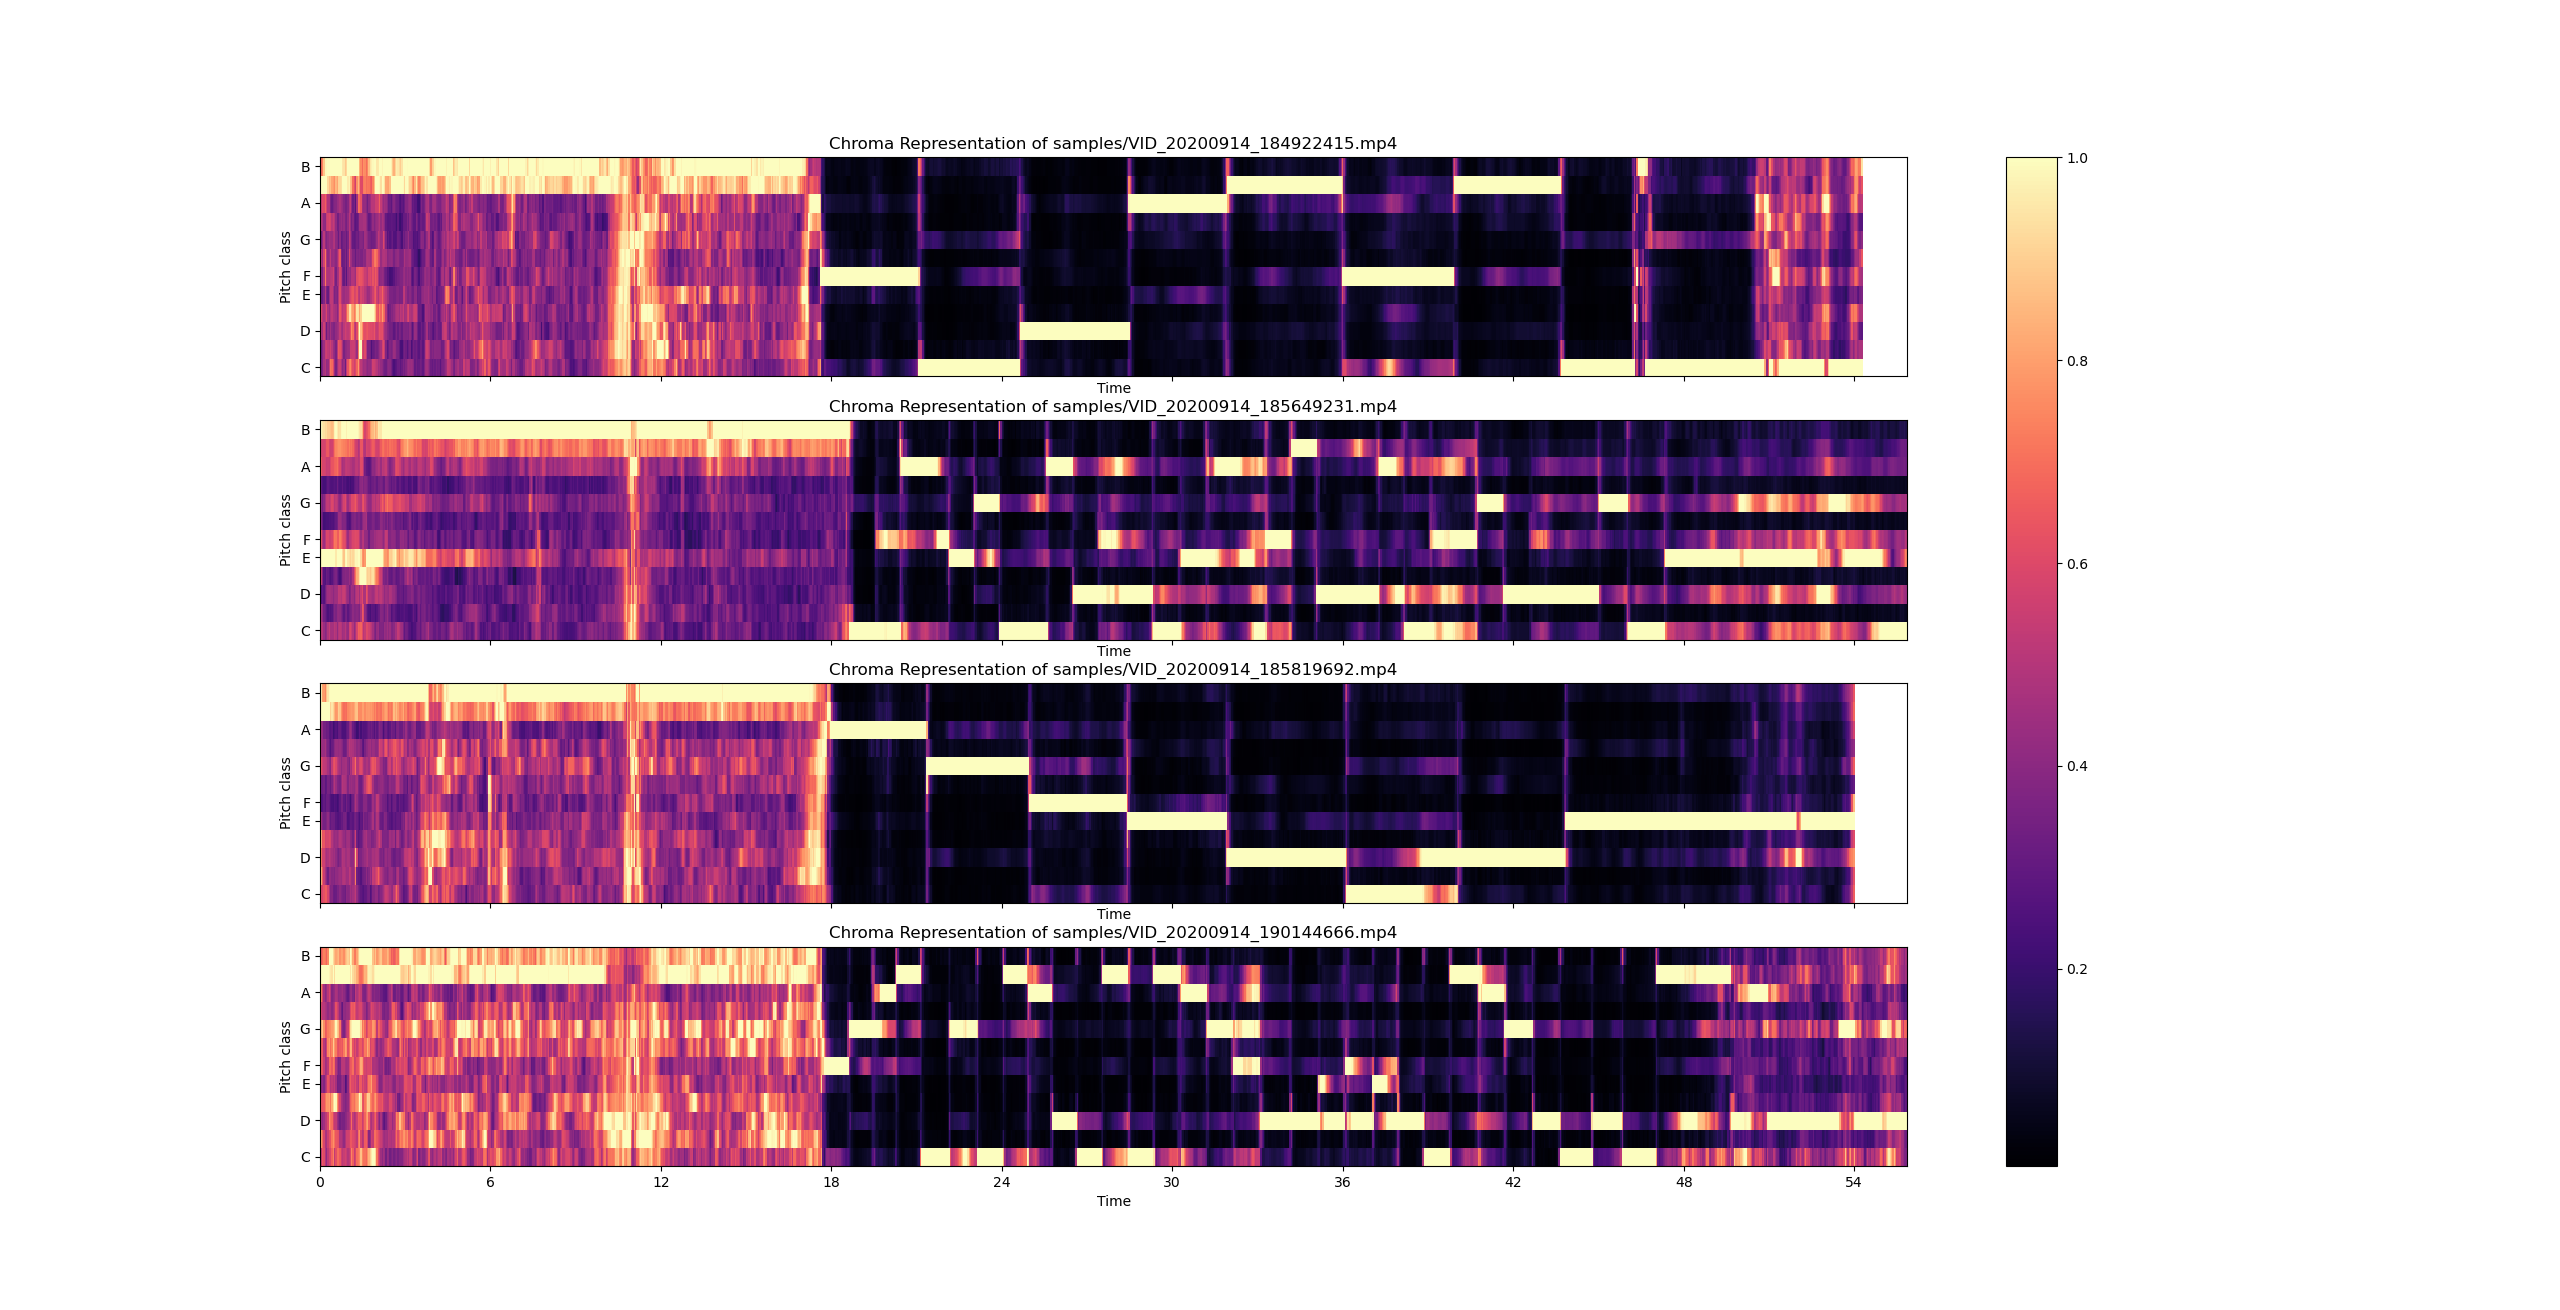 Chroma Representation of samples/VID_20200914_184922415.mp4
B
A
G
F
E
D
C
Pitch class
Time
Chroma Representation of samples/VID_20200914_185649231.mp4
B
A
G
F
E
D
C
Pitch class
Time
Chroma Representation of samples/VID_20200914_185819692.mp4
B
A
G
F
E
D
C
Pitch class
Time
Chroma Representation of samples/VID_20200914_190144666.mp4
B
A
G
F
E
D
C
Pitch class
0 6 12 18 24 30 36 42 48 54
Time
1.0
0.8
0.6
0.4
0.2